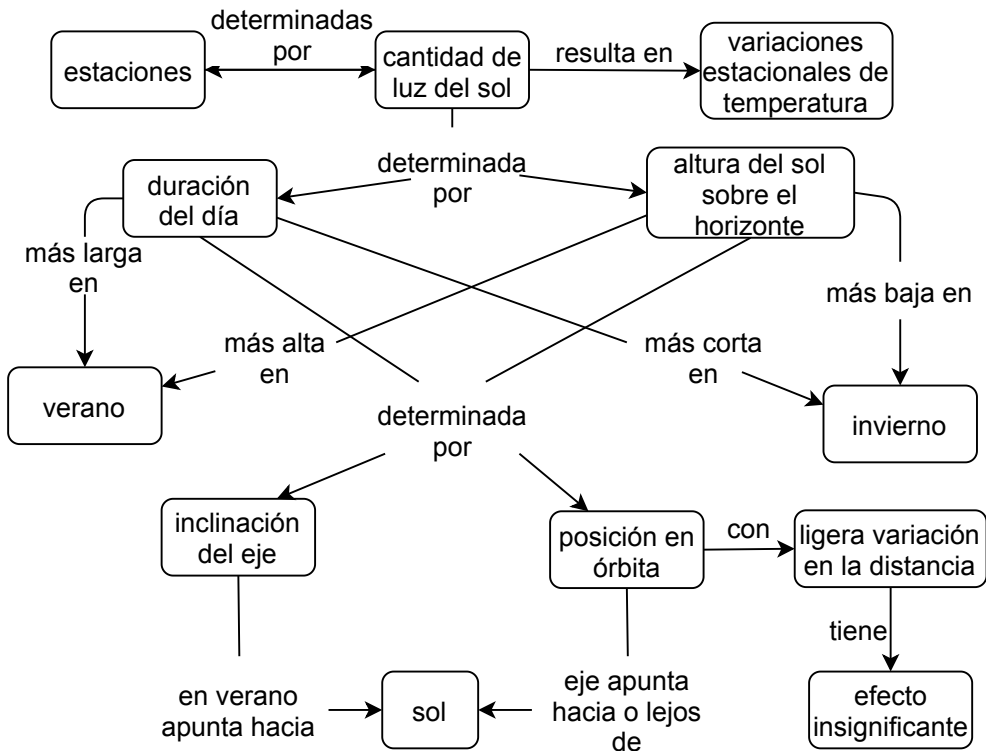 determinadas
por
estaciones
cantidad de
luz del sol
resulta en
variaciones
estacionales de
temperatura
determinada
por
duración
del día
altura del sol
sobre el
horizonte
más larga
en
más baja en
más alta
en
más corta
en
verano
invierno
determinada
por
inclinación
del eje
posición en
órbita
con
ligera variación
en la distancia
tiene
en verano
apunta hacia
sol
eje apunta
hacia o lejos
de
efecto
insignificante